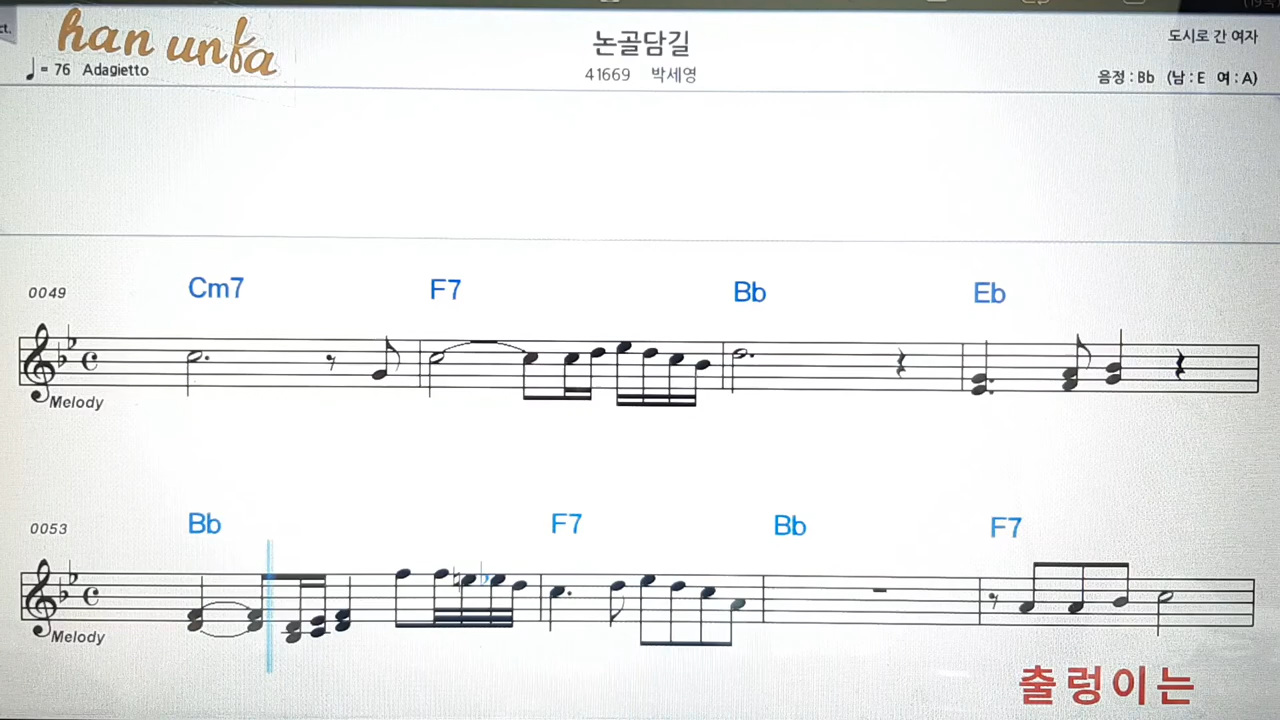 ct.
han unfa
논골담길
도시로 간 여자
♩= 76 Adagietto
41669 박세영
음정 : Bb (남 : E 여 : A)
0049 Cm7 F7 Bb Eb
Melody
0053 Bb F7 Bb F7
Melody
출렁이는